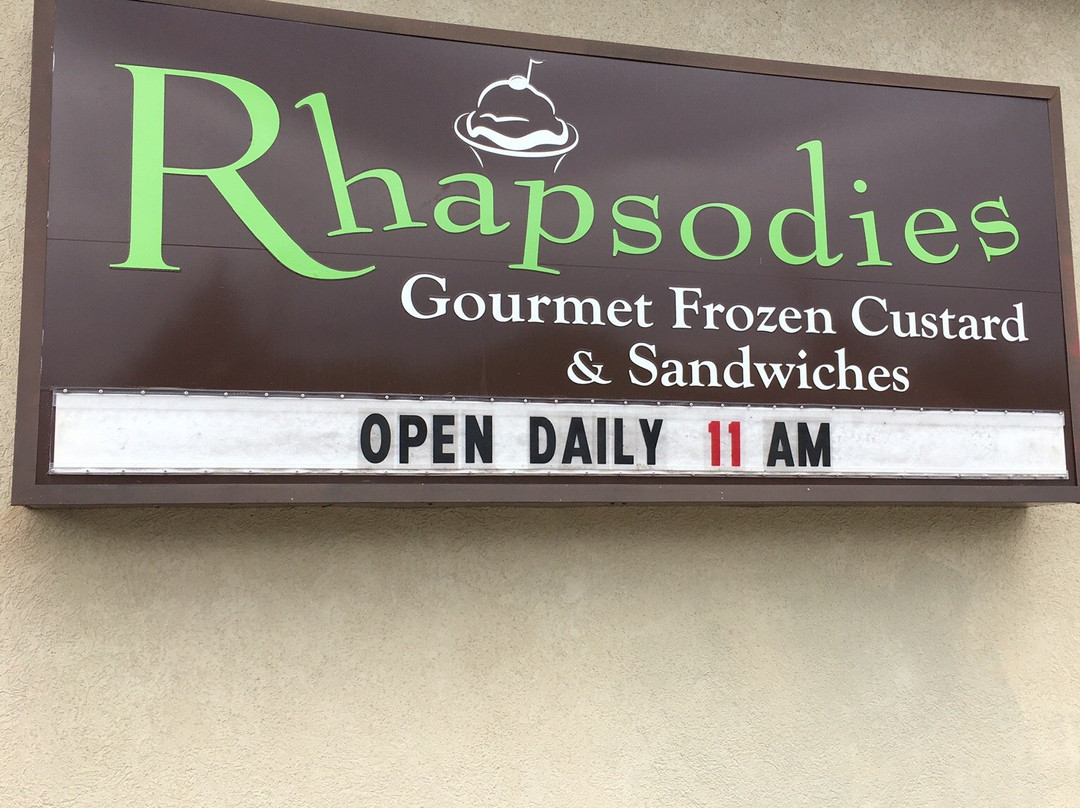 Rhapsodies
Gourmet Frozen Custard
& Sandwiches
OPEN DAILY 11 AM